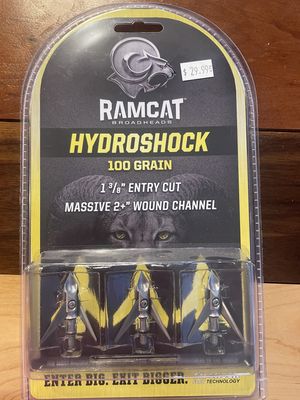 $ 29.99
RAMCAT
BROADHEADS
HYDROSHOCK
100 GRAIN
1 3/8" ENTRY CUT
MASSIVE 2+" WOUND CHANNEL
ENTER BIG. EXIT BIGGER.
TECHNOLOGY